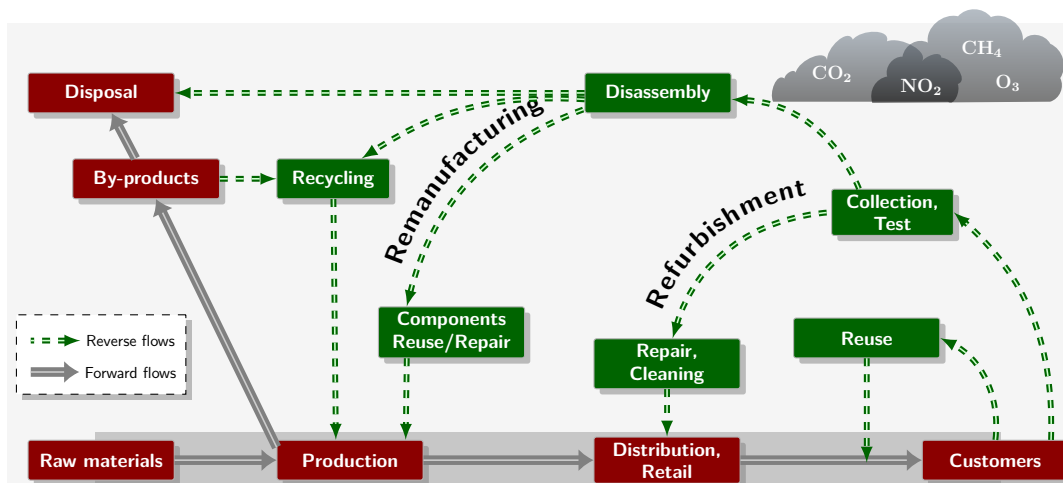 CH₄
CO₂
NO₂
O₃
Disposal
Disassembly
Remanufacturing
By-products
Recycling
Refurbishment
Collection,
Test
Components
Reuse/Repair
Reverse flows
Forward flows
Repair,
Cleaning
Reuse
Raw materials
Production
Distribution,
Retail
Customers